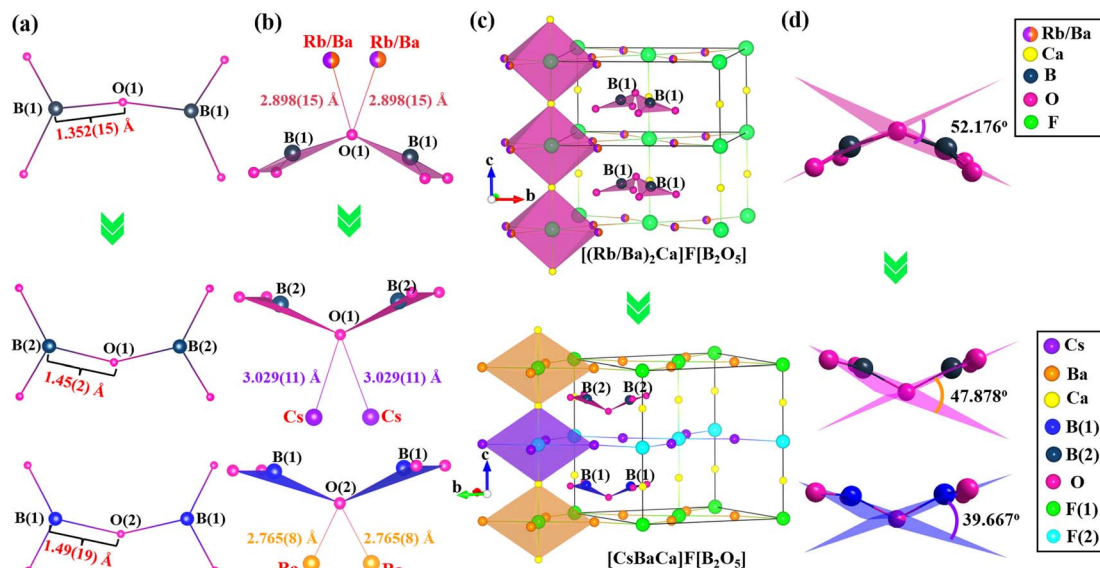 (a)
O(1)
B(1)
B(1)
1.352(15) Å
B(2)
O(1)
B(2)
1.45(2) Å
B(1)
O(2)
B(1)
1.49(19) Å
(b)
Rb/Ba Rb/Ba
2.898(15) Å 2.898(15) Å
B(1)
B(1)
O(1)
B(2)
B(2)
O(1)
3.029(11) Å 3.029(11) Å
Cs Cs
B(1)
B(1)
O(2)
2.765(8) Å 2.765(8) Å
(c)
B(1)
B(1)
B(1)
B(1)
c
b
[(Rb/Ba)₂Ca]F[B₂O₅]
B(2)
B(2)
B(1)
B(1)
c
b
[CsBaCa]F[B₂O₅]
(d)
52.176°
47.878°
39.667°
Rb/Ba
Ca
B
O
F
Cs
Ba
Ca
B(1)
B(2)
O
F(1)
F(2)